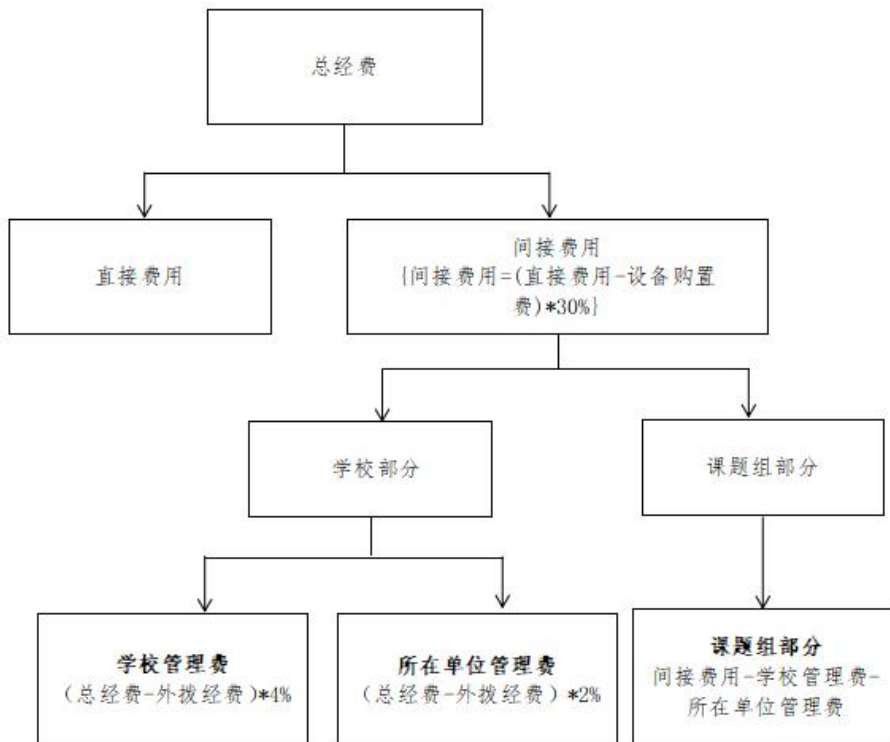 总经费
直接费用
间接费用
{间接费用=(直接费用-设备购置
费)*30%}
学校部分
课题组部分
学校管理费
(总经费-外拨经费)*4%
所在单位管理费
(总经费-外拨经费) *2%
课题组部分
间接费用-学校管理费-
所在单位管理费